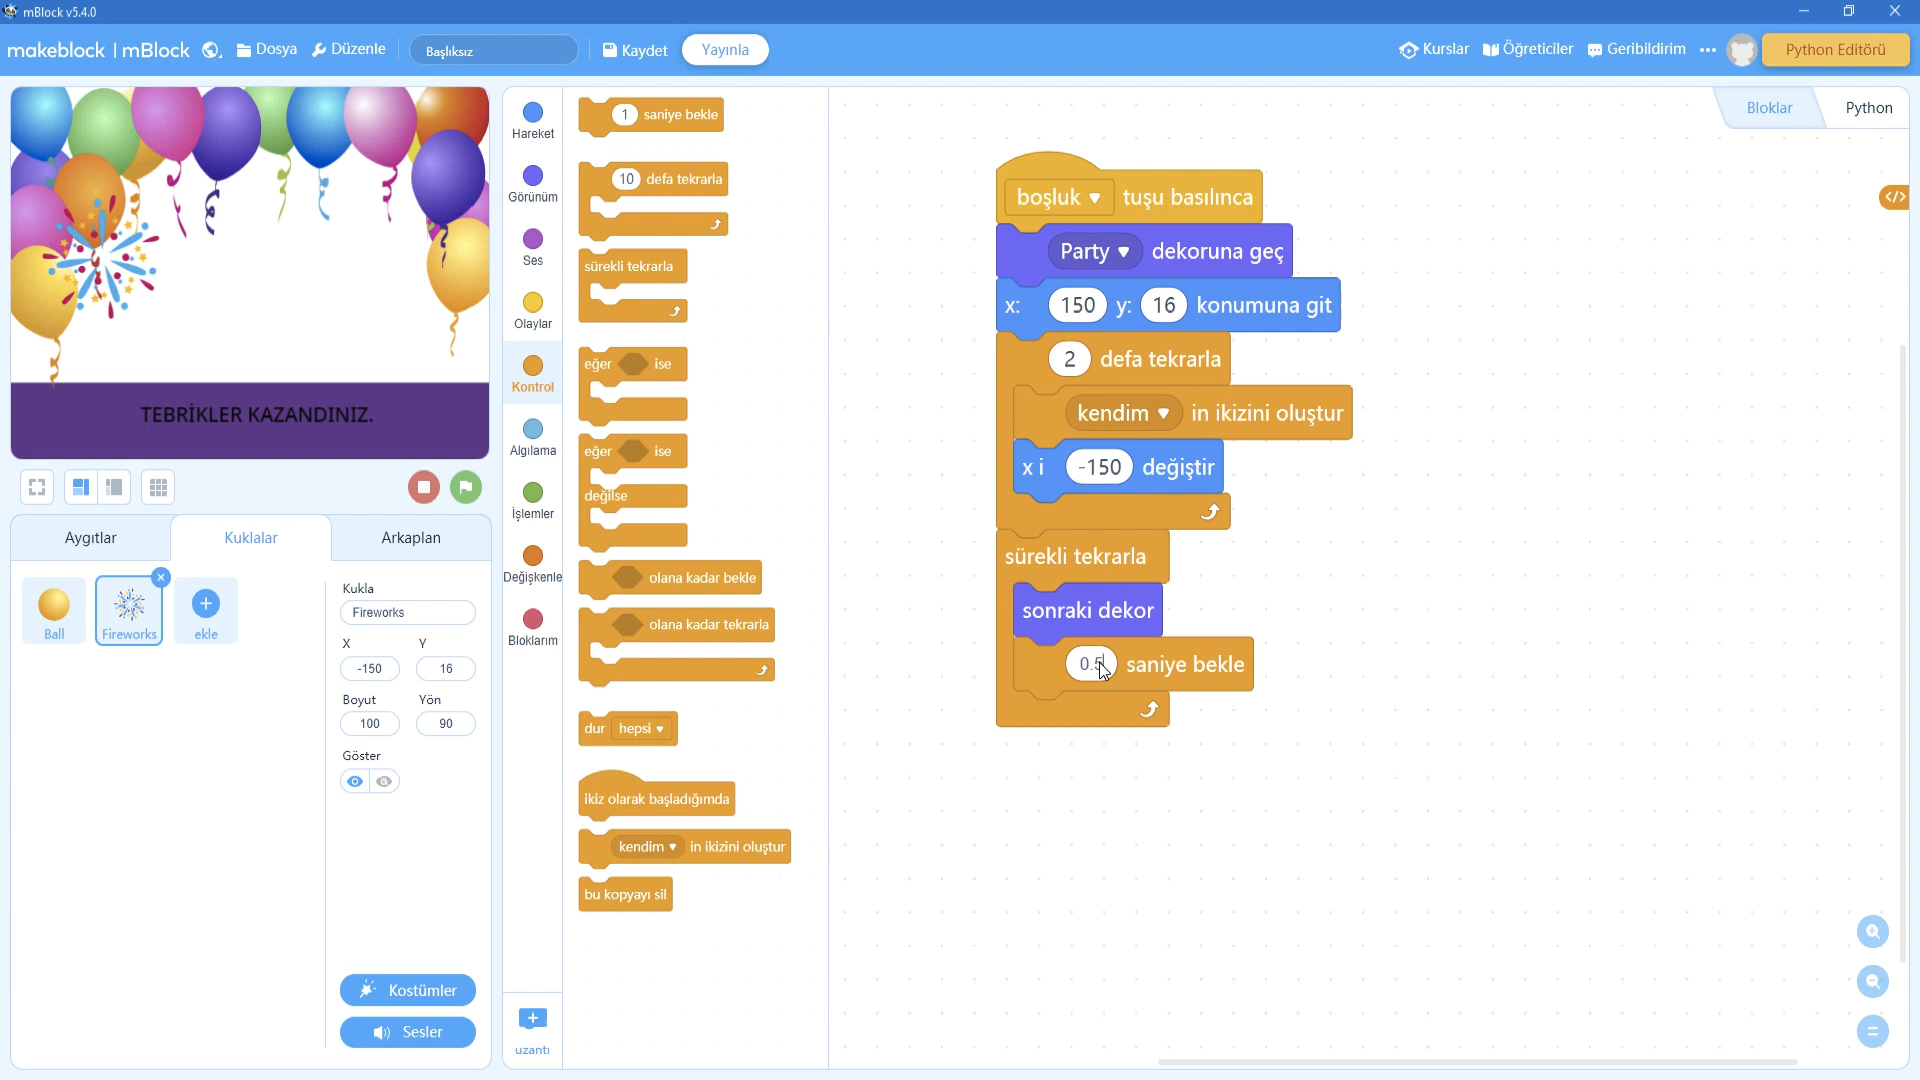 mBlock v5.4.0
makeblock | mBlock Dosya Düzenle Başlıksız Kaydet Yayınla Kurslar Öğreticiler Geribildirim ••• Python Editörü
TEBRİKLER KAZANDINIZ.
Aygıtlar Kuklalar Arkaplan
Ball
Fireworks
ekle
Kukla
Fireworks
X Y
-150 16
Boyut Yön
100 90
Göster
Kostümler
Sesler
Hareket
Görünüm
Ses
Olaylar
Kontrol
Algılama
İşlemler
Değişkenle
Bloklarım
uzantı
1 saniye bekle
10 defa tekrarla
sürekli tekrarla
eğer ise
eğer ise
değilse
olana kadar bekle
olana kadar tekrarla
dur hepsi
ikiz olarak başladığımda
kendim in ikizini oluştur
bu kopyayı sil
Bloklar Python
boşluk tuşu basılınca
Party dekoruna geç
x: 150 y: 16 konumuna git
2 defa tekrarla
kendim in ikizini oluştur
x i -150 değiştir
sürekli tekrarla
sonraki dekor
0.5 saniye bekle